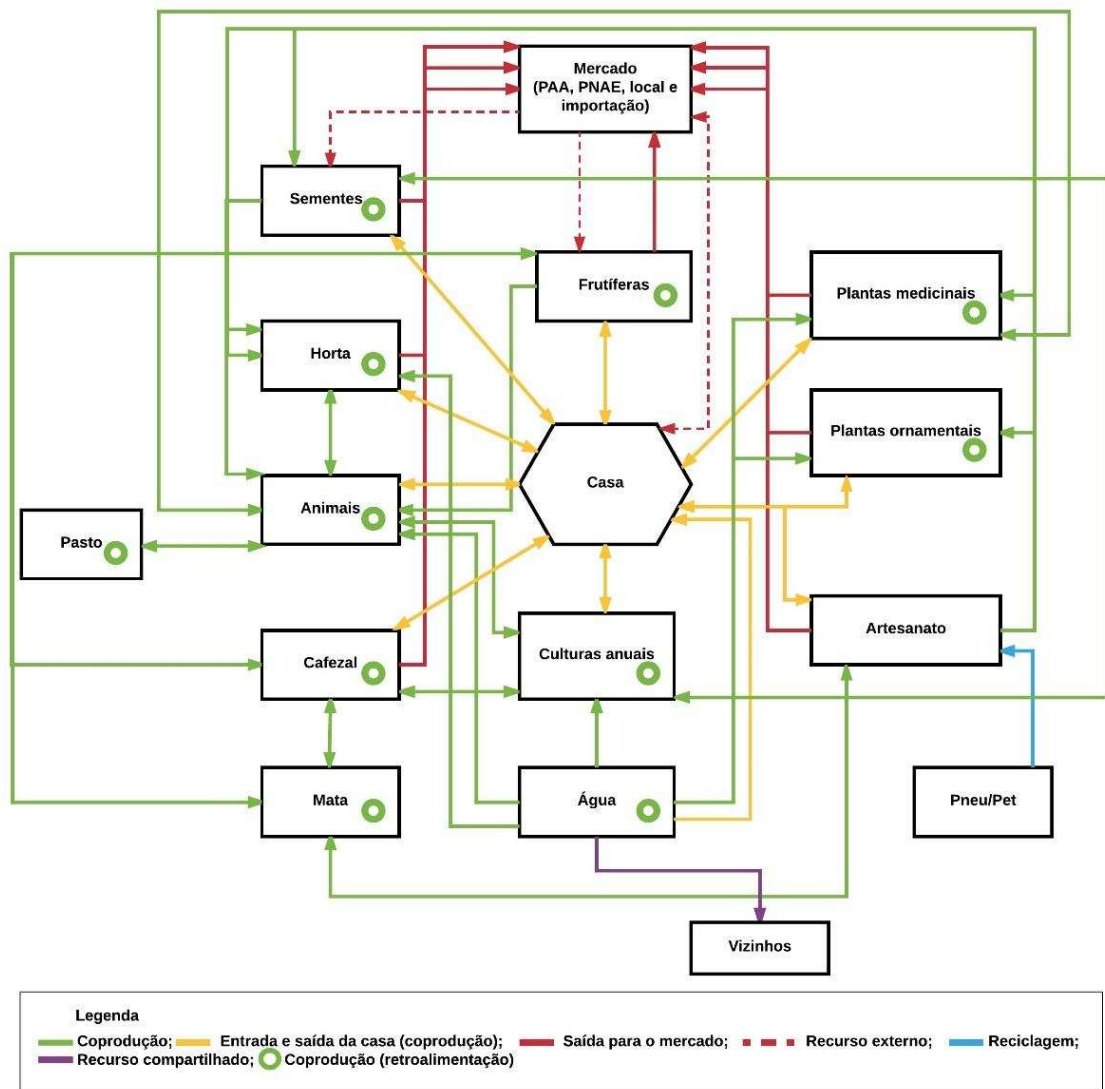 Mercado
(PAA, PNAE, local e
importação)
Sementes
Frutíferas
Plantas medicinais
Horta
Plantas ornamentais
Casa
Animais
Pasto
Artesanato
Cafezal
Culturas anuais
Mata
Água
Pneu/Pet
Vizinhos
Legenda
Coprodução; Entrada e saída da casa (coprodução); Saída para o mercado; Recurso externo; Reciclagem;
Recurso compartilhado; Coprodução (retroalimentação)